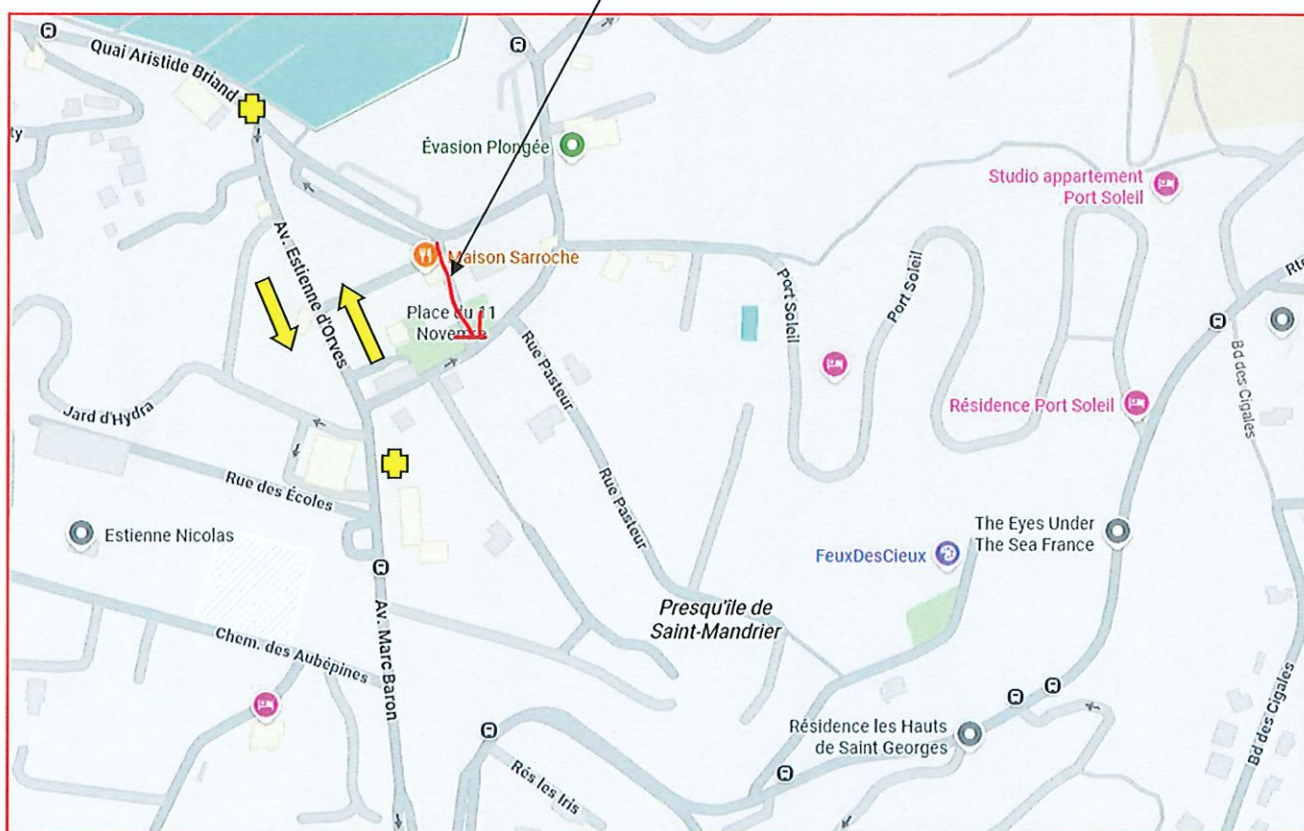 Quai Aristide Briand
ty
Évasion Plongée
Studio appartement
Port Soleil
Av. Estienne d'Orves
Maison Sarroche
Port Soleil
Port Soleil
Place du 11
Rue Pasteur
Bd des Cigales
Jard d'Hydra
Résidence Port Soleil
Rue des Écoles
Rue Pasteur
Estienne Nicolas
The Eyes Under
The Sea France
FeuxDesCieux
Presqu'île de
Saint-Mandrier
Chem. des Aubépines
Av. Marc Baron
Résidence les Hauts
de Saint Georges
Rés les Iris
Bd des Cigales